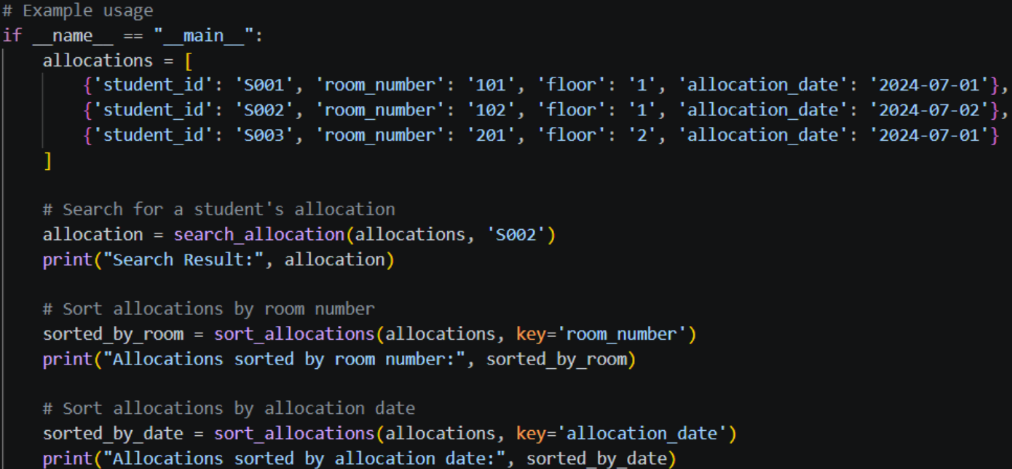 # Example usage
if __name__ == "__main__":
    allocations = [
        {'student_id': 'S001', 'room_number': '101', 'floor': '1', 'allocation_date': '2024-07-01'},
        {'student_id': 'S002', 'room_number': '102', 'floor': '1', 'allocation_date': '2024-07-02'},
        {'student_id': 'S003', 'room_number': '201', 'floor': '2', 'allocation_date': '2024-07-01'}
    ]
    # Search for a student's allocation
    allocation = search_allocation(allocations, 'S002')
    print("Search Result:", allocation)
    # Sort allocations by room number
    sorted_by_room = sort_allocations(allocations, key='room_number')
    print("Allocations sorted by room number:", sorted_by_room)
    # Sort allocations by allocation date
    sorted_by_date = sort_allocations(allocations, key='allocation_date')
    print("Allocations sorted by allocation date:", sorted_by_date)